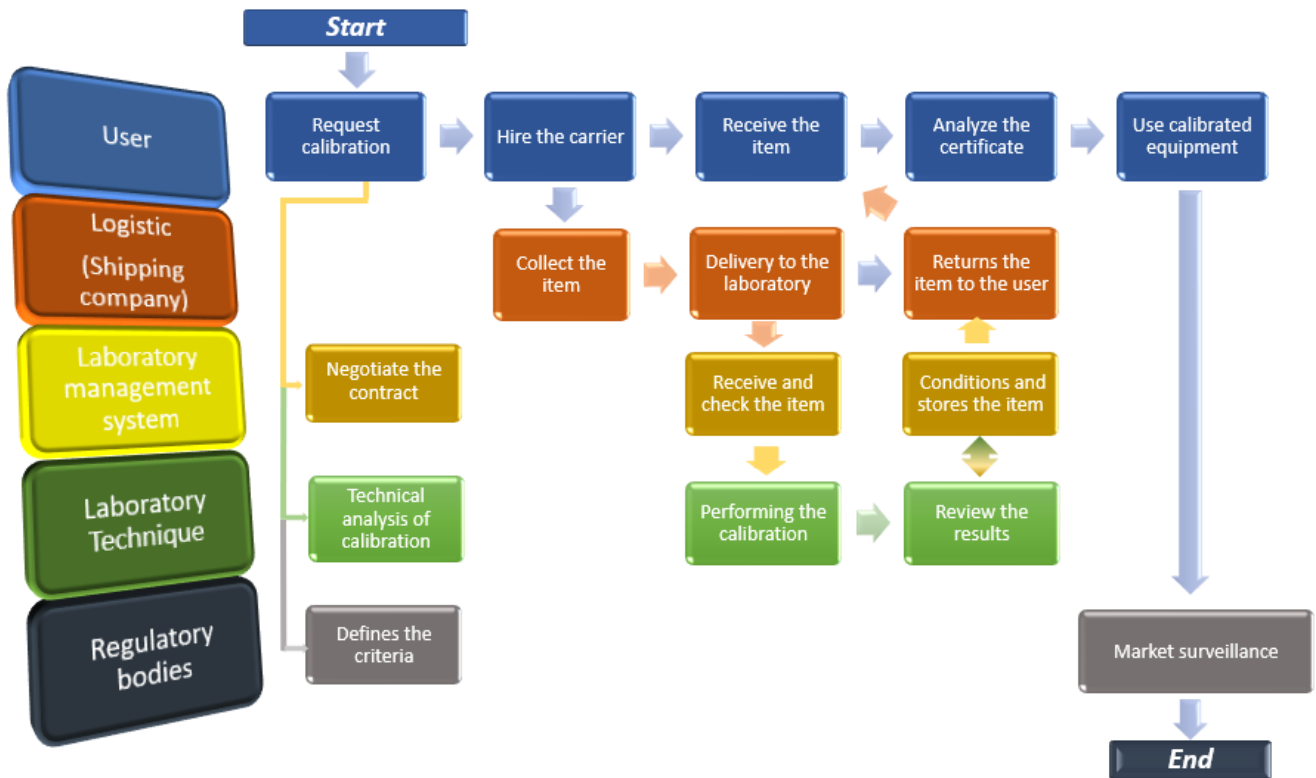 Start
User
Request
calibration
Hire the carrier
Receive the
item
Analyze the
certificate
Use calibrated
equipment
Logistic
(Shipping
company)
Collect the
item
Delivery to the
laboratory
Returns the
item to the user
Laboratory
management
system
Negotiate the
contract
Receive and
check the item
Conditions and
stores the item
Laboratory
Technique
Technical
analysis of
calibration
Performing the
calibration
Review the
results
Regulatory
bodies
Defines the
criteria
Market surveillance
End